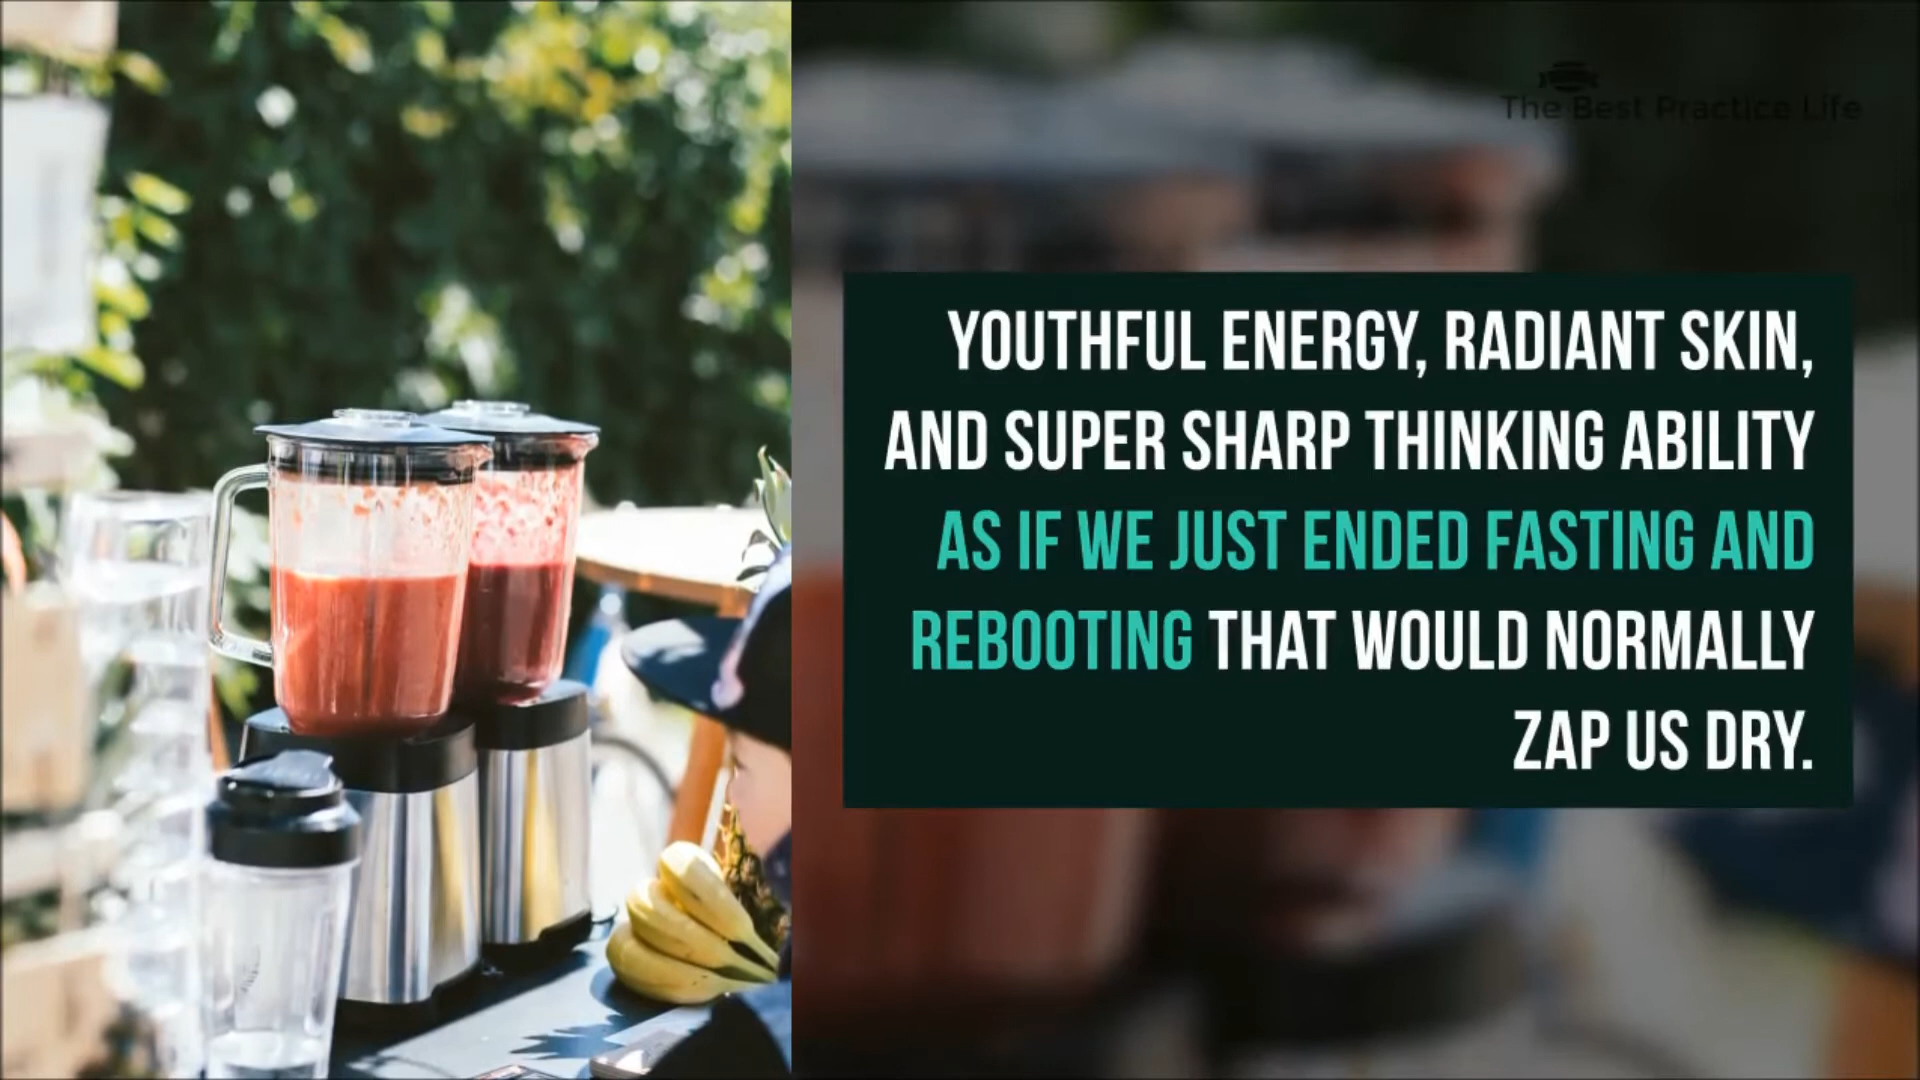 The Best Practice Life
YOUTHFUL ENERGY, RADIANT SKIN,
AND SUPER SHARP THINKING ABILITY
AS IF WE JUST ENDED FASTING AND
REBOOTING THAT WOULD NORMALLY
ZAP US DRY.